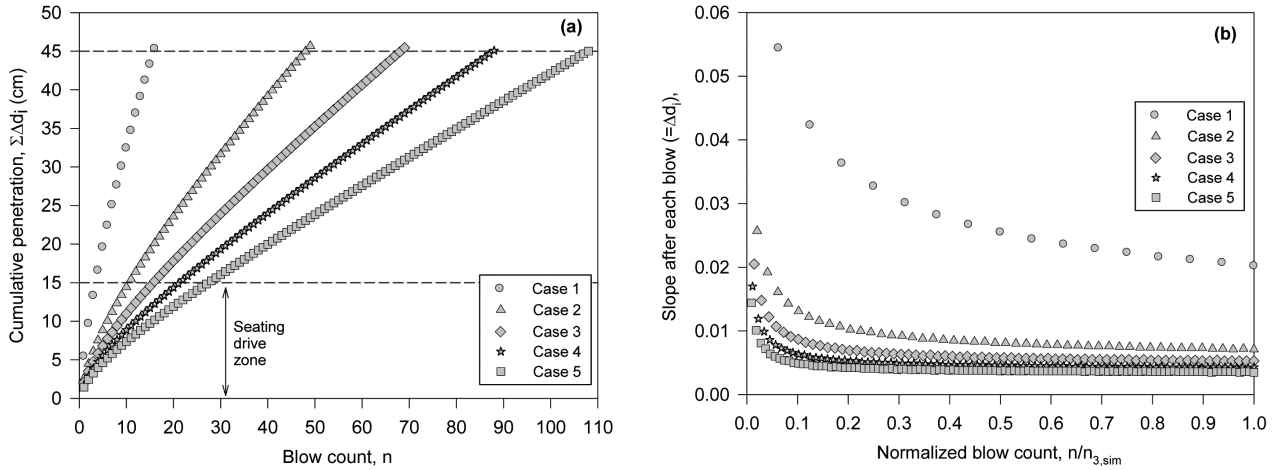 (a)
Cumulative penetration, ΣΔdᵢ (cm)
50
45
40
35
30
25
20
15
10
5
0
Seating
drive
zone
Case 1
Case 2
Case 3
Case 4
Case 5
0 10 20 30 40 50 60 70 80 90 100 110
Blow count, n
(b)
Slope after each blow (=Δdᵢ),
0.06
0.05
0.04
0.03
0.02
0.01
0.00
Case 1
Case 2
Case 3
Case 4
Case 5
0.0 0.1 0.2 0.3 0.4 0.5 0.6 0.7 0.8 0.9 1.0
Normalized blow count, n/n3,sim